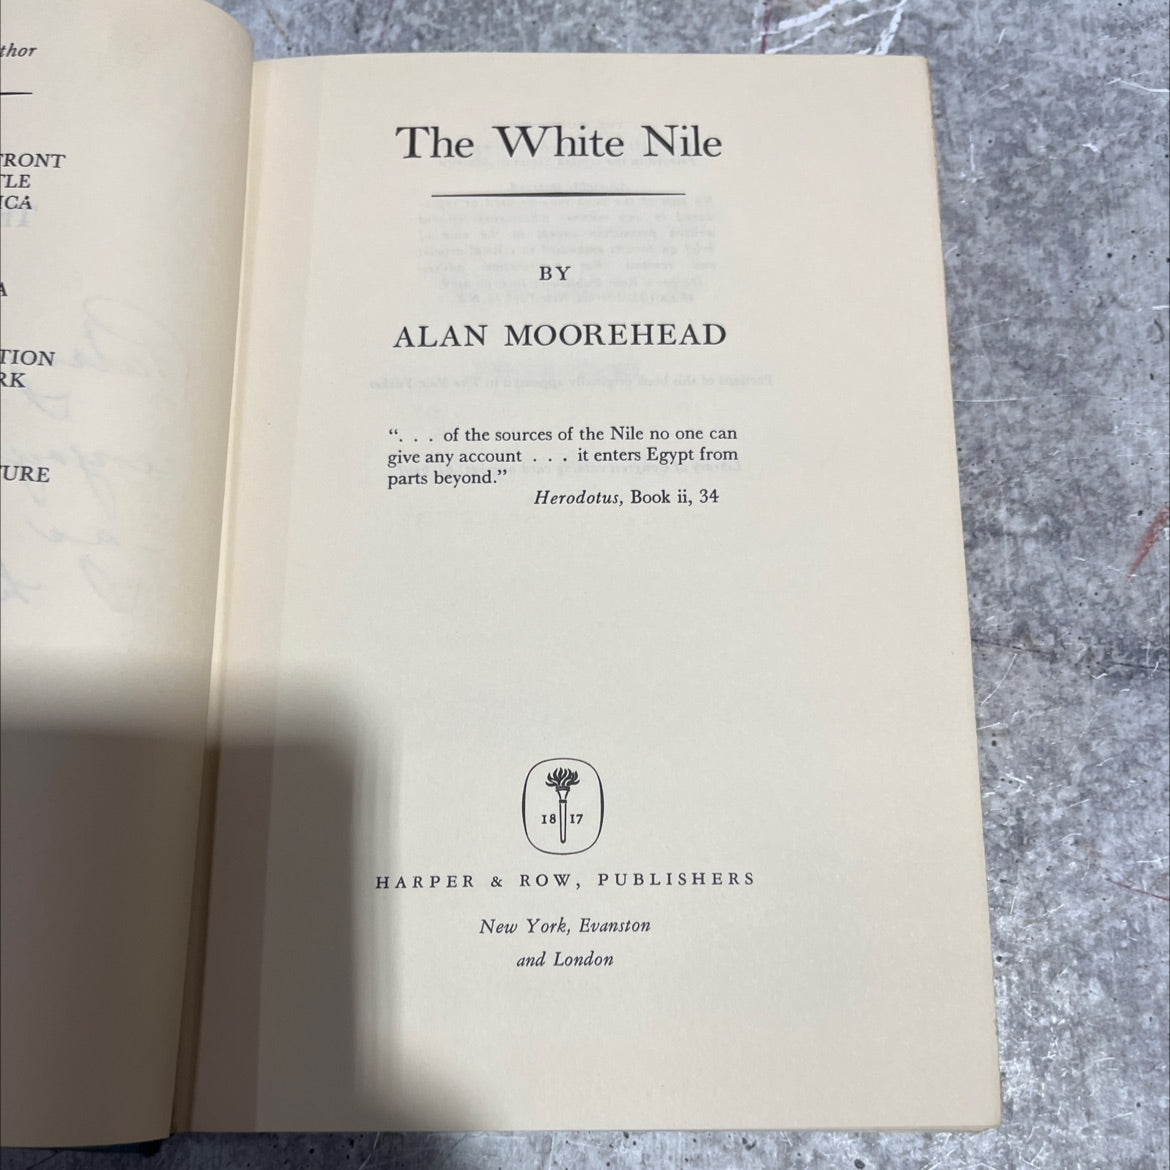 thor
RONT
TLE
ICA
A
TION
RK
URE
The White Nile
BY
ALAN MOOREHEAD
“. . . of the sources of the Nile no one can
give any account . . . it enters Egypt from
parts beyond.”
Herodotus, Book ii, 34
18 17
HARPER & ROW, PUBLISHERS
New York, Evanston
and London